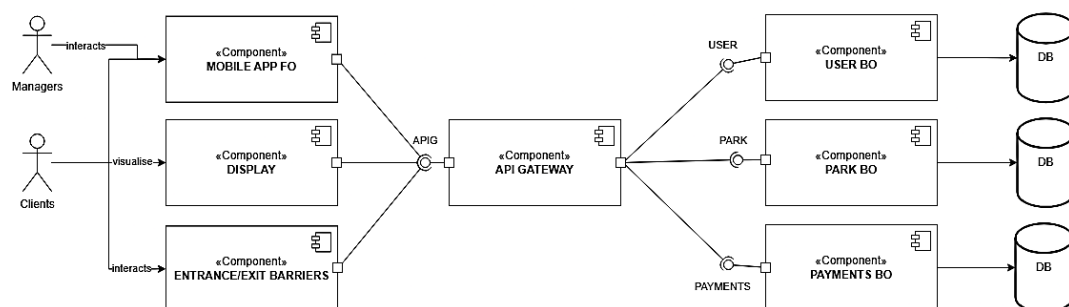 Managers
interacts
«Component»
MOBILE APP FO
Clients
visualise
«Component»
DISPLAY
interacts
«Component»
ENTRANCE/EXIT BARRIERS
APIG
«Component»
API GATEWAY
USER
«Component»
USER BO
DB
PARK
«Component»
PARK BO
DB
PAYMENTS
«Component»
PAYMENTS BO
DB